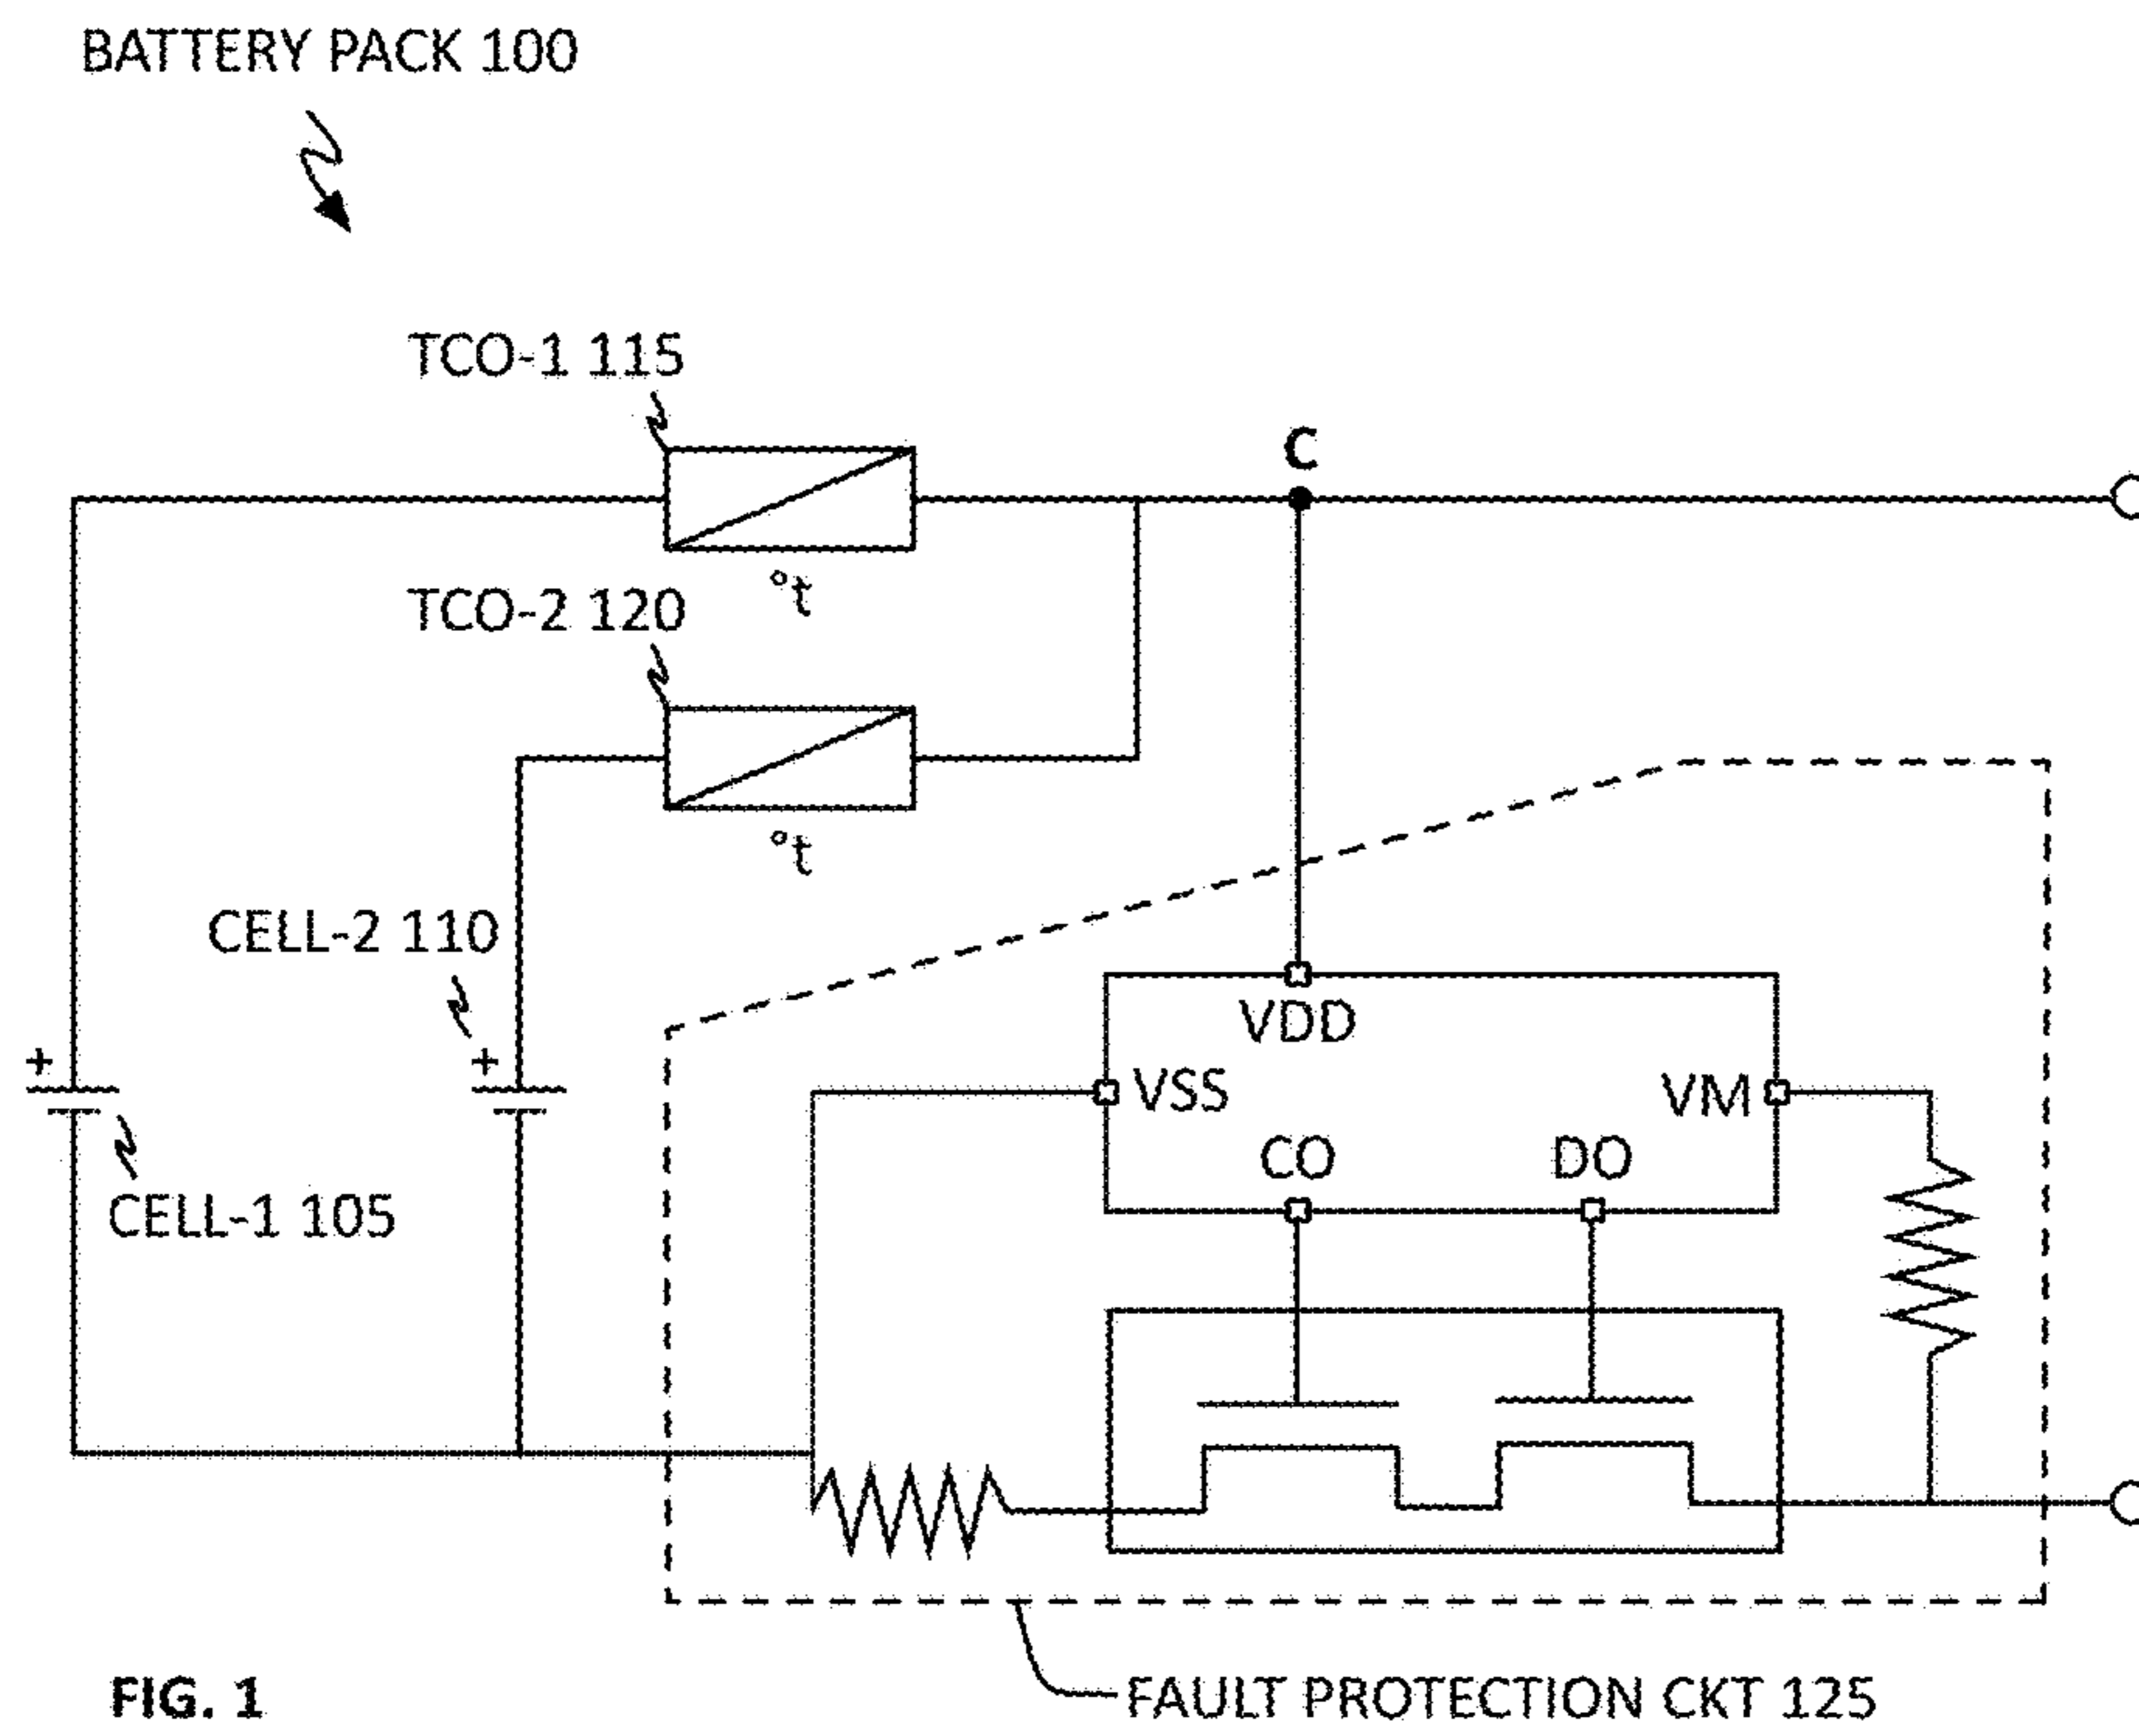 BATTERY PACK 100
TCO-1 115
C
°t
TCO-2 120
°t
CELL-2 110
+
+
VDD
VSS
VM
CO
DO
CELL-1 105
FIG. 1
FAULT PROTECTION CKT 125